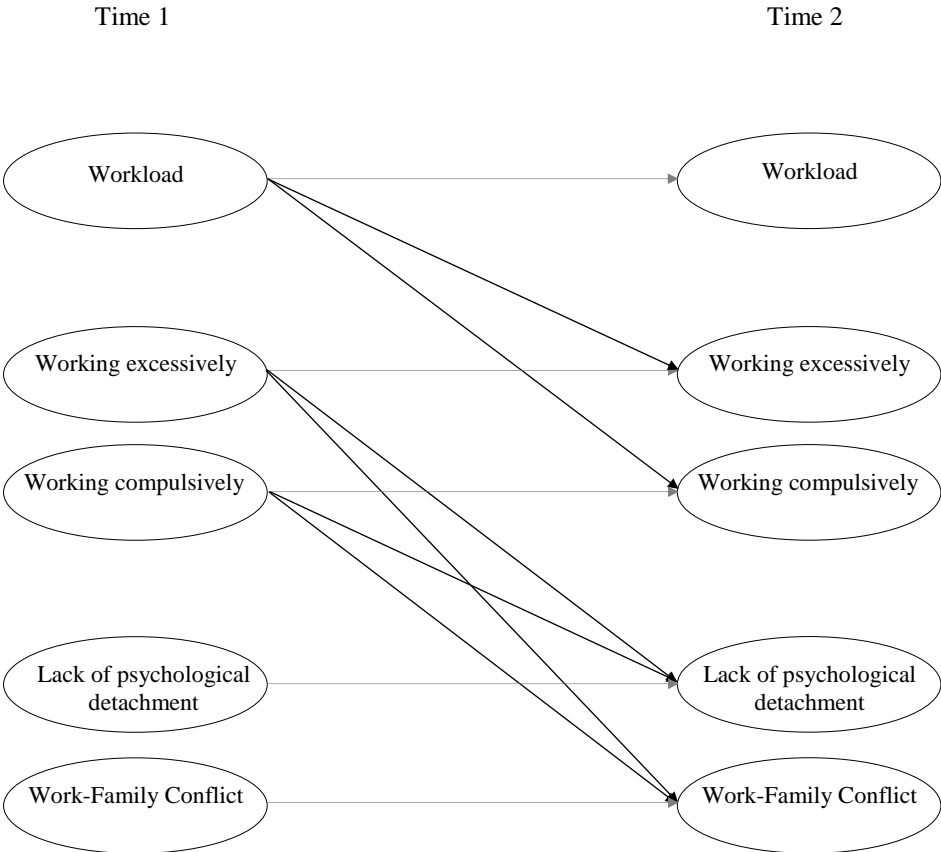 Time 1
Time 2
Workload
Workload
Working excessively
Working excessively
Working compulsively
Working compulsively
Lack of psychological
detachment
Lack of psychological
detachment
Work-Family Conflict
Work-Family Conflict